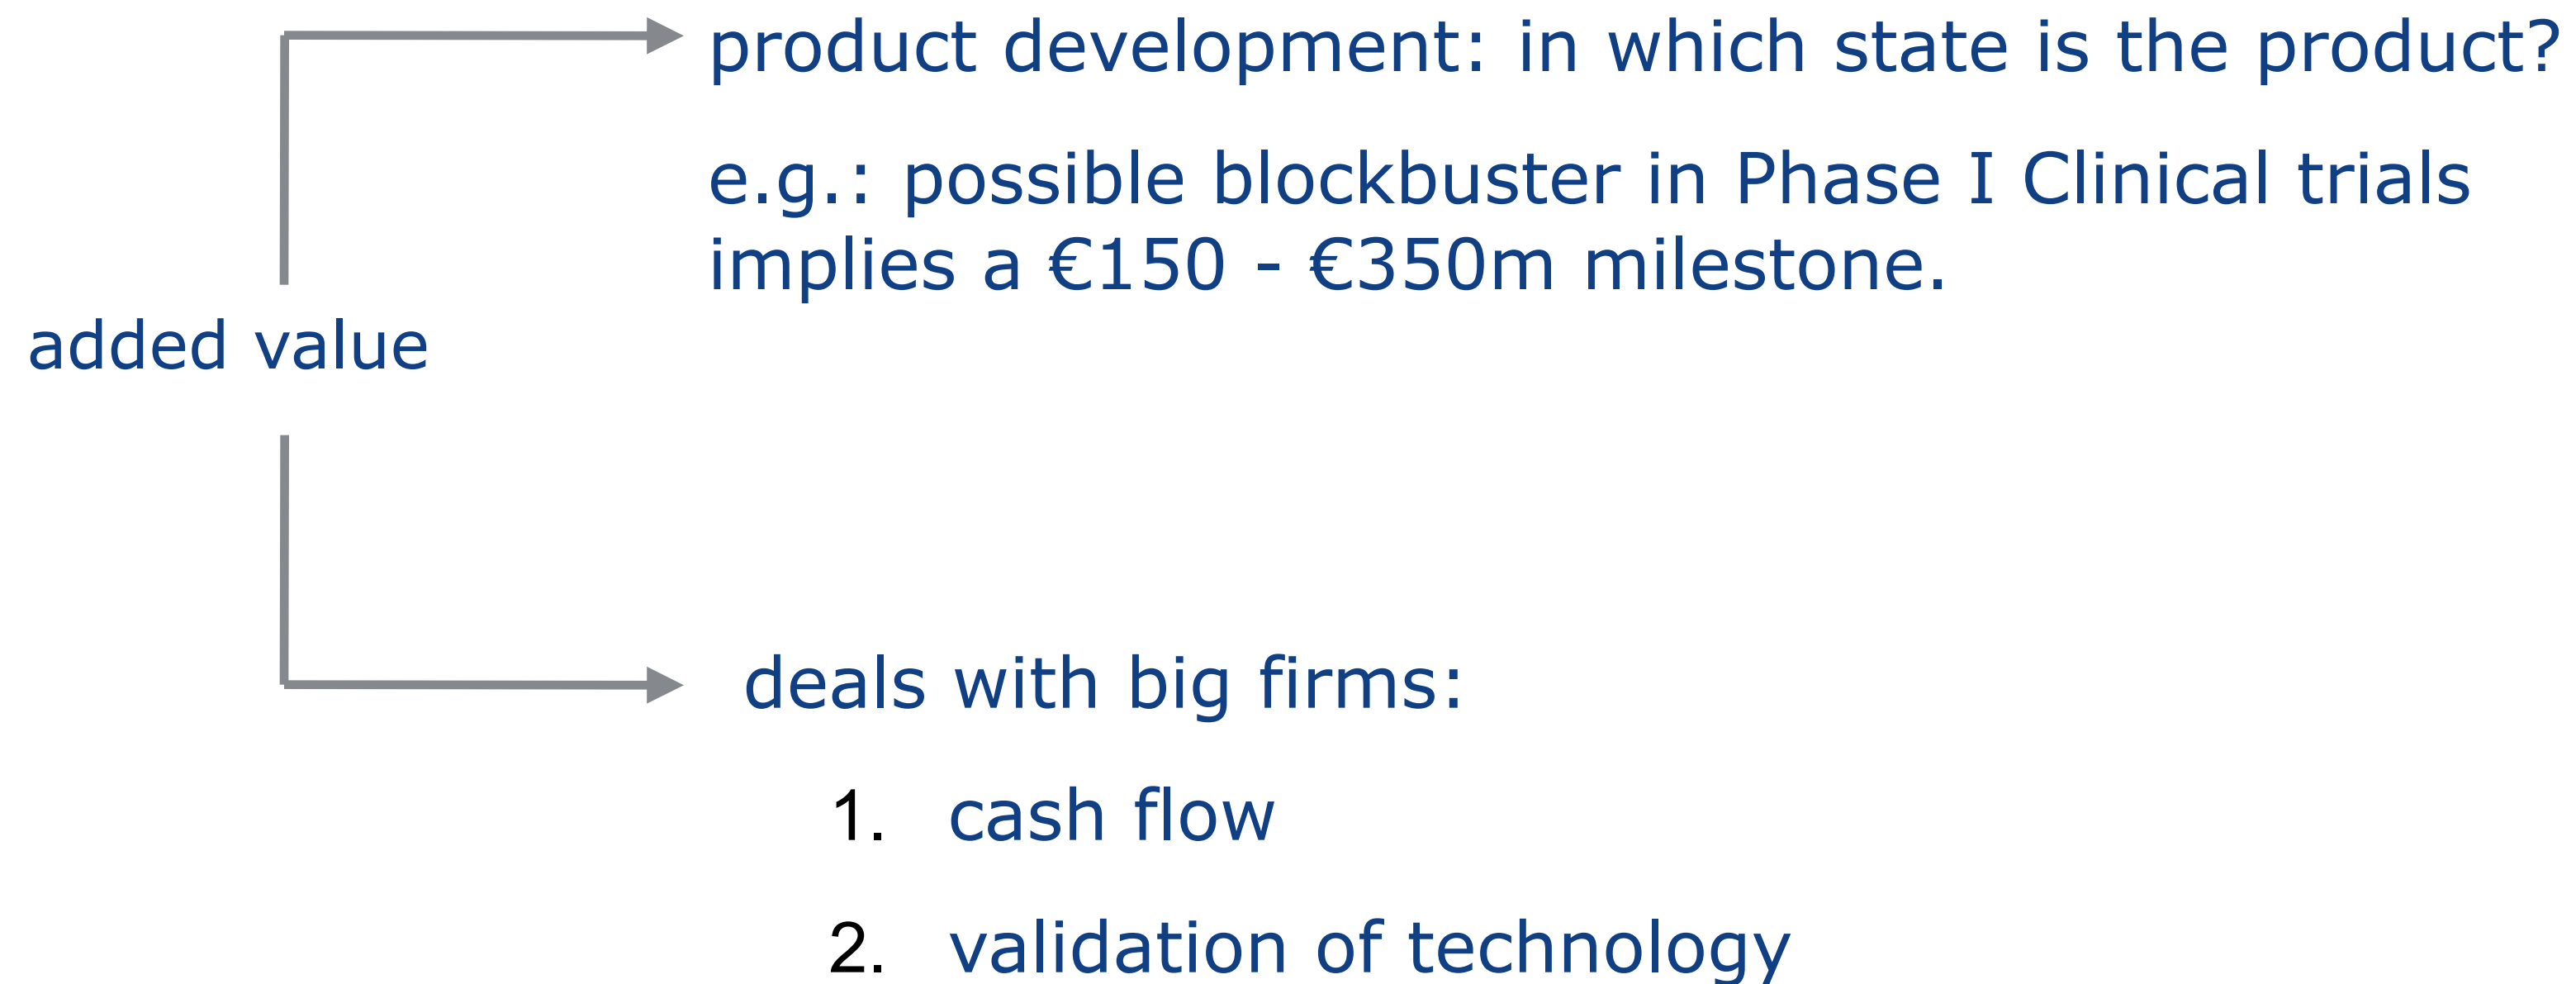 product development: in which state is the product?
e.g.: possible blockbuster in Phase I Clinical trials
implies a €150 - €350m milestone.
added value
deals with big firms:
1. cash flow
2. validation of technology